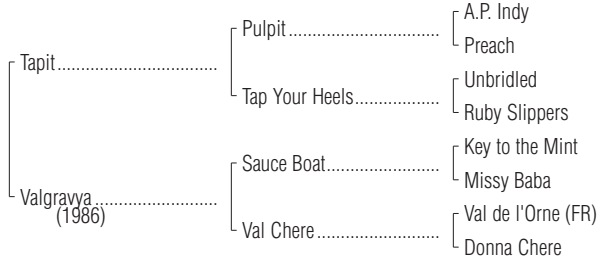 A.P. Indy
Pulpit
Preach
Tapit
Unbridled
Tap Your Heels
Ruby Slippers
Key to the Mint
Sauce Boat
Missy Baba
Valgravya
(1986)
Val de l'Orne (FR)
Val Chere
Donna Chere